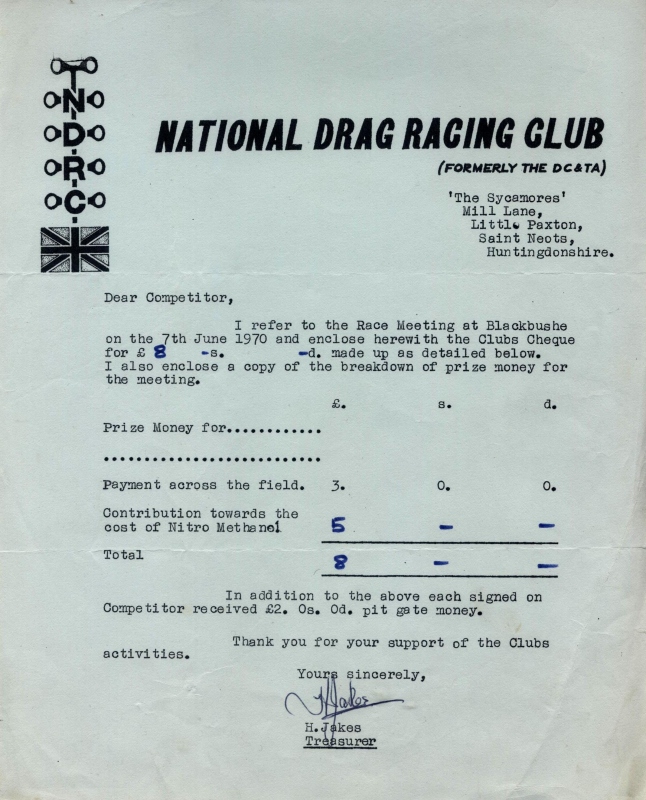 T
N
D
R
C
NATIONAL DRAG RACING CLUB
(FORMERLY THE DC&TA)
'The Sycamores'
Mill Lane,
Little Paxton,
Saint Neots,
Huntingdonshire.
Dear Competitor,
I refer to the Race Meeting at Blackbushe
on the 7th June 1970 and enclose herewith the Clubs Cheque
for £ 8 -s. -d. made up as detailed below.
I also enclose a copy of the breakdown of prize money for
the meeting.
£. s. d.
Prize Money for............
...........................
Payment across the field. 3. 0. 0.
Contribution towards the
cost of Nitro Methanel 5 - -
Total 8 - -
In addition to the above each signed on
Competitor received £2. 0s. 0d. pit gate money.
Thank you for your support of the Clubs
activities.
Yours sincerely,
HJakes
H.Jakes
Treasurer